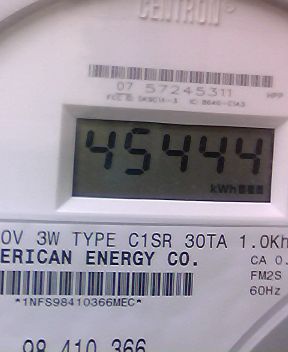 CENTRON®
07 57245311
HPP
45444
kWh
0V 3W TYPE C1SR 30TA 1.0Kh
ERICAN ENERGY CO.
CA 0.
FM2S
60Hz
*1NFS98410366MEC*
98 410 366